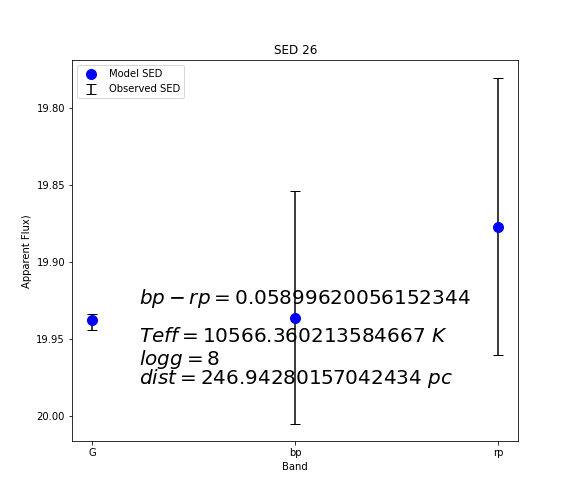 SED 26
Model SED
Observed SED
19.80
19.85
19.90
19.95
20.00
Apparent Flux)
bp − rp = 0.05899620056152344
Teff = 10566.360213584667 K
logg = 8
dist = 246.94280157042434 pc
G bp rp
Band